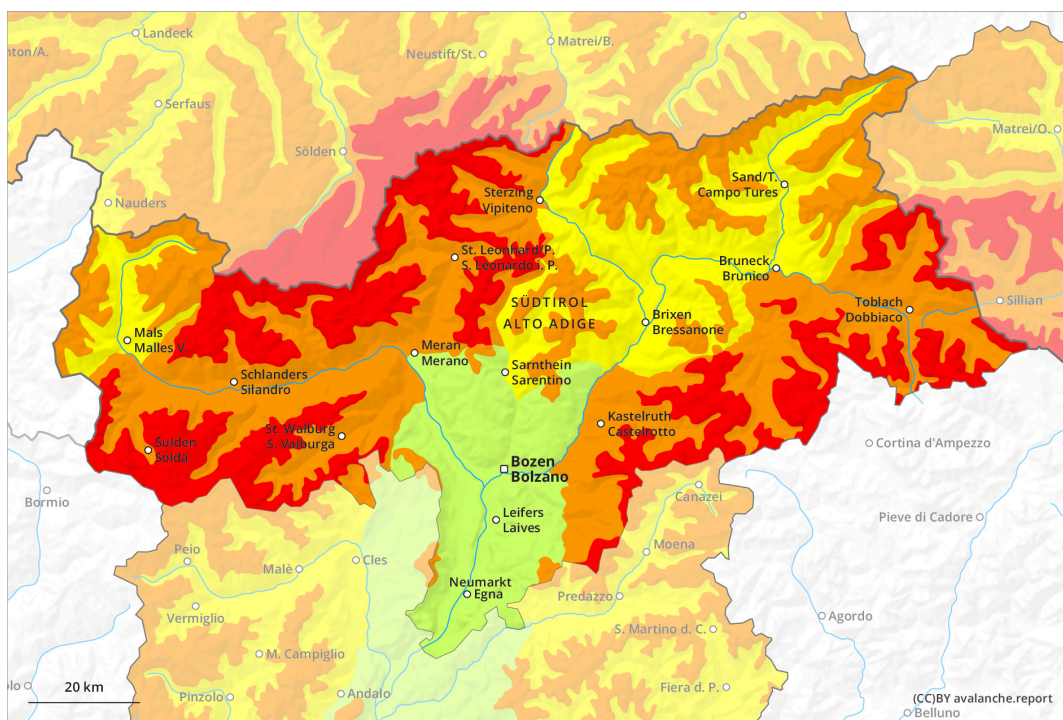 Landeck
nton/A.
Neustift/St.
Matrei/B.
Serfaus
Matrei/O.
Sölden
Sand/T.
Campo Tures
Sterzing
Vipiteno
Nauders
St. Leonhard/P.
S. Leonardo i. P.
Bruneck
Brunico
SÜDTIROL
ALTO ADIGE
Toblach
Dobbiaco
Sillian
Brixen
Bressanone
Mals
Malles V.
Meran
Merano
Sarnthein
Sarentino
Schlanders
Silandro
Kastelruth
Castelrotto
St. Walburg
S. Valburga
Sulden
Solda
Cortina d'Ampezzo
Bozen
Bolzano
Bormio
Canazei
Leifers
Laives
Pieve di Cadore
Peio
Moena
Cles
Malè
Neumarkt
Egna
Predazzo
Vermiglio
Agordo
S. Martino d. C.
M. Campiglio
olo
20 km
Pinzolo
Andalo
Fiera d. P.
(CC)BY avalanche.report
Belluno